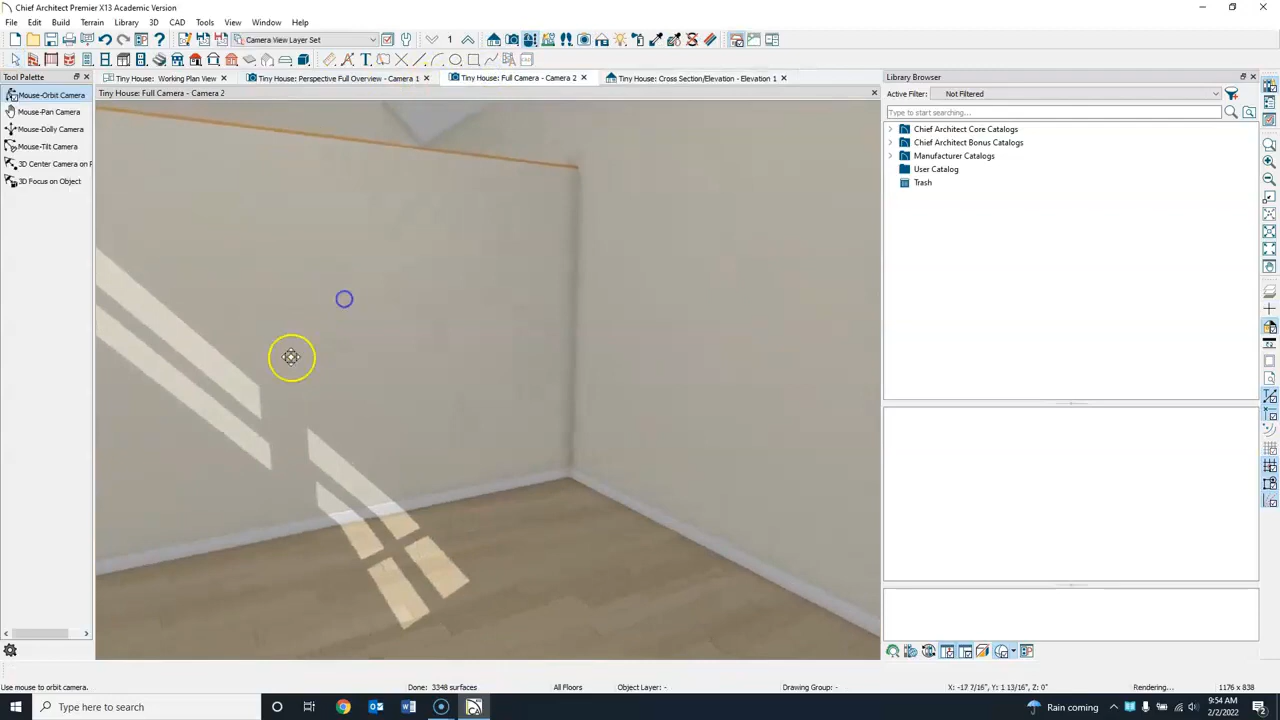 Chief Architect Premier X13 Academic Version
File Edit Build Terrain Library 3D CAD Tools View Window Help
Camera View Layer Set
1
Tool Palette
Tiny House: Working Plan View
Tiny House: Perspective Full Overview - Camera 1
Tiny House: Full Camera - Camera 2
Tiny House: Cross Section/Elevation - Elevation 1
Library Browser
Tiny House: Full Camera - Camera 2
Active Filter: Not Filtered
Type to start searching...
Mouse-Orbit Camera
Mouse-Pan Camera
Mouse-Dolly Camera
Mouse-Tilt Camera
3D Center Camera on P
3D Focus on Object
Chief Architect Core Catalogs
Chief Architect Bonus Catalogs
Manufacturer Catalogs
User Catalog
Trash
Use mouse to orbit camera.
Done: 3348 surfaces
All Floors
Object Layer: -
Drawing Group: -
X: -17 7/16", Y: 1 13/16", Z: 0"
Rendering...
1176 x 838
Type here to search
Rain coming
9:54 AM
2/2/2022